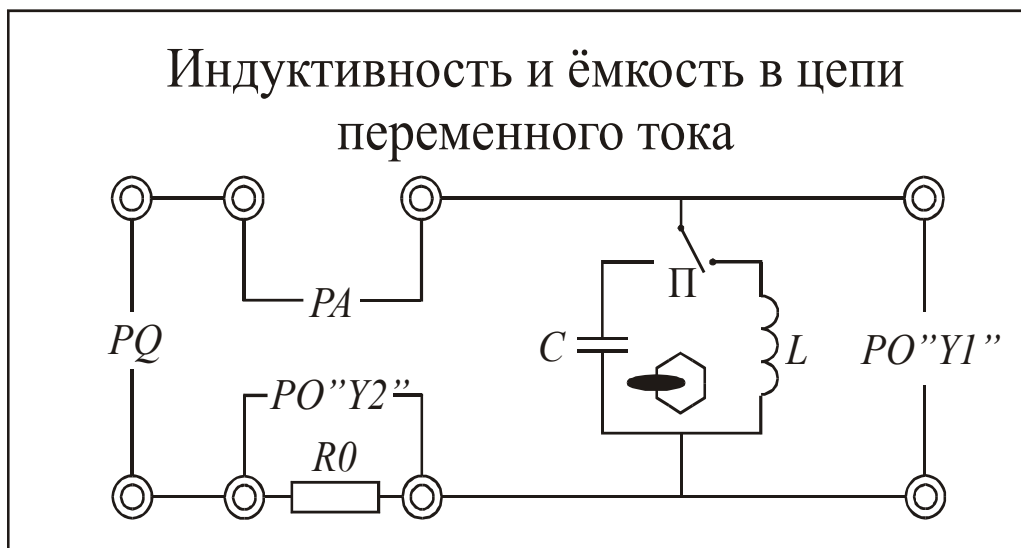 Индуктивность и ёмкость в цепи
переменного тока
PA
П
PQ
C
L
PO”Y1”
PO”Y2”
R0